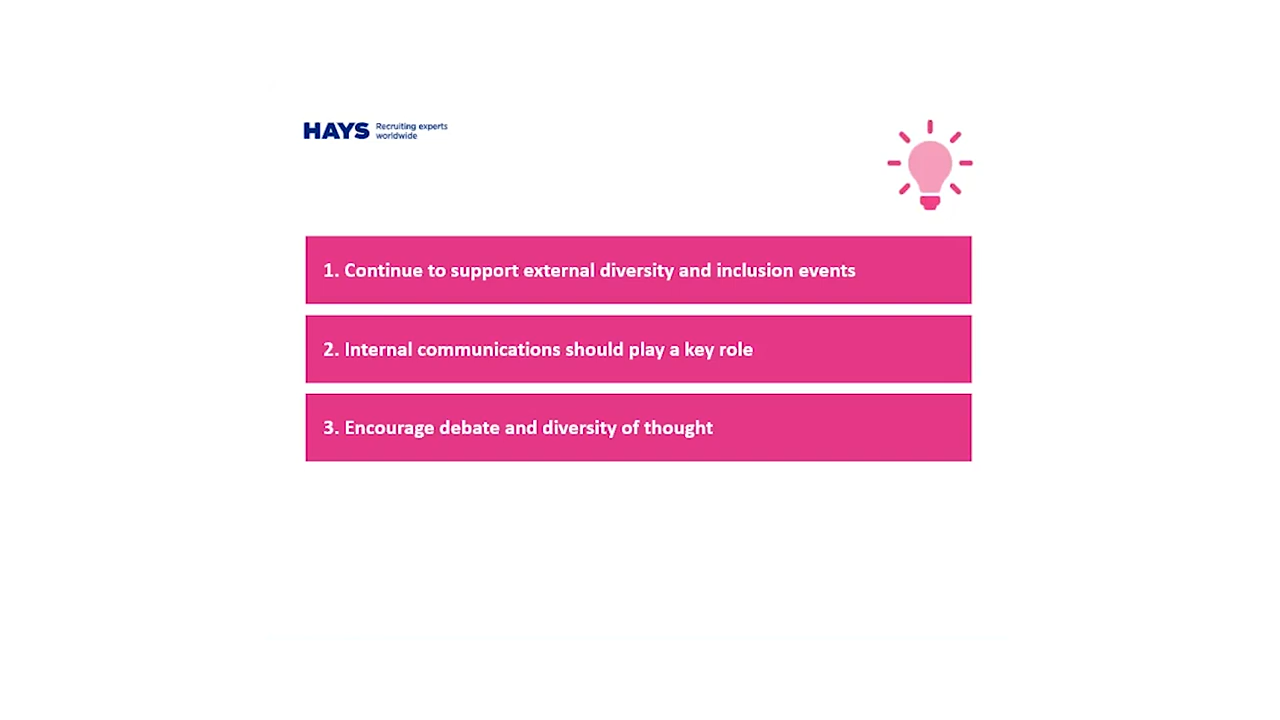 HAYS Recruiting experts
worldwide
1. Continue to support external diversity and inclusion events
2. Internal communications should play a key role
3. Encourage debate and diversity of thought